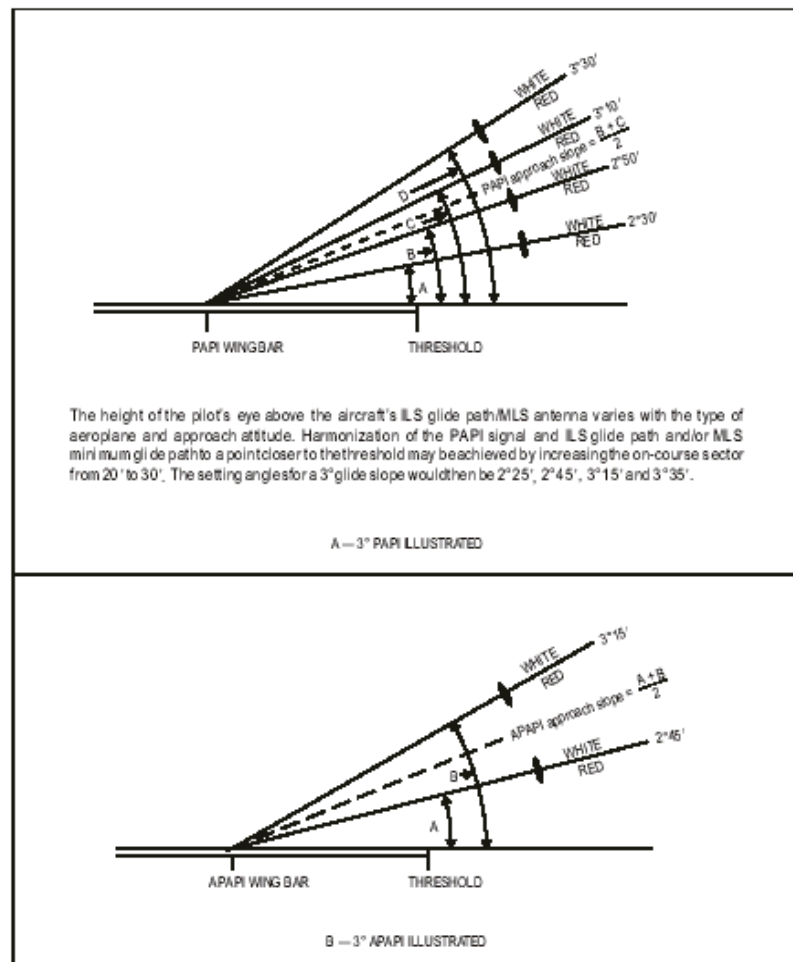 WHITE 3°30'
RED
WHITE 3°10'
RED
PAPI approach slope = B + C
2
WHITE 2°50'
RED
WHITE 2°30'
RED
D
C
B
A
PAPI WING BAR THRESHOLD
The height of the pilot's eye above the aircraft's ILS glide path/MLS antenna varies with the type of
aeroplane and approach attitude. Harmonization of the PAPI signal and ILS glide path and/or MLS
minimum glide path to a point closer to the threshold may be achieved by increasing the on-course sector
from 20' to 30'. The setting angles for a 3° glide slope would then be 2°25', 2°45', 3°15' and 3°35'.
A — 3° PAPI ILLUSTRATED
WHITE 3°15'
RED
APAPI approach slope = A + B
2
WHITE 2°45'
RED
B
A
APAPI WING BAR THRESHOLD
B — 3° APAPI ILLUSTRATED